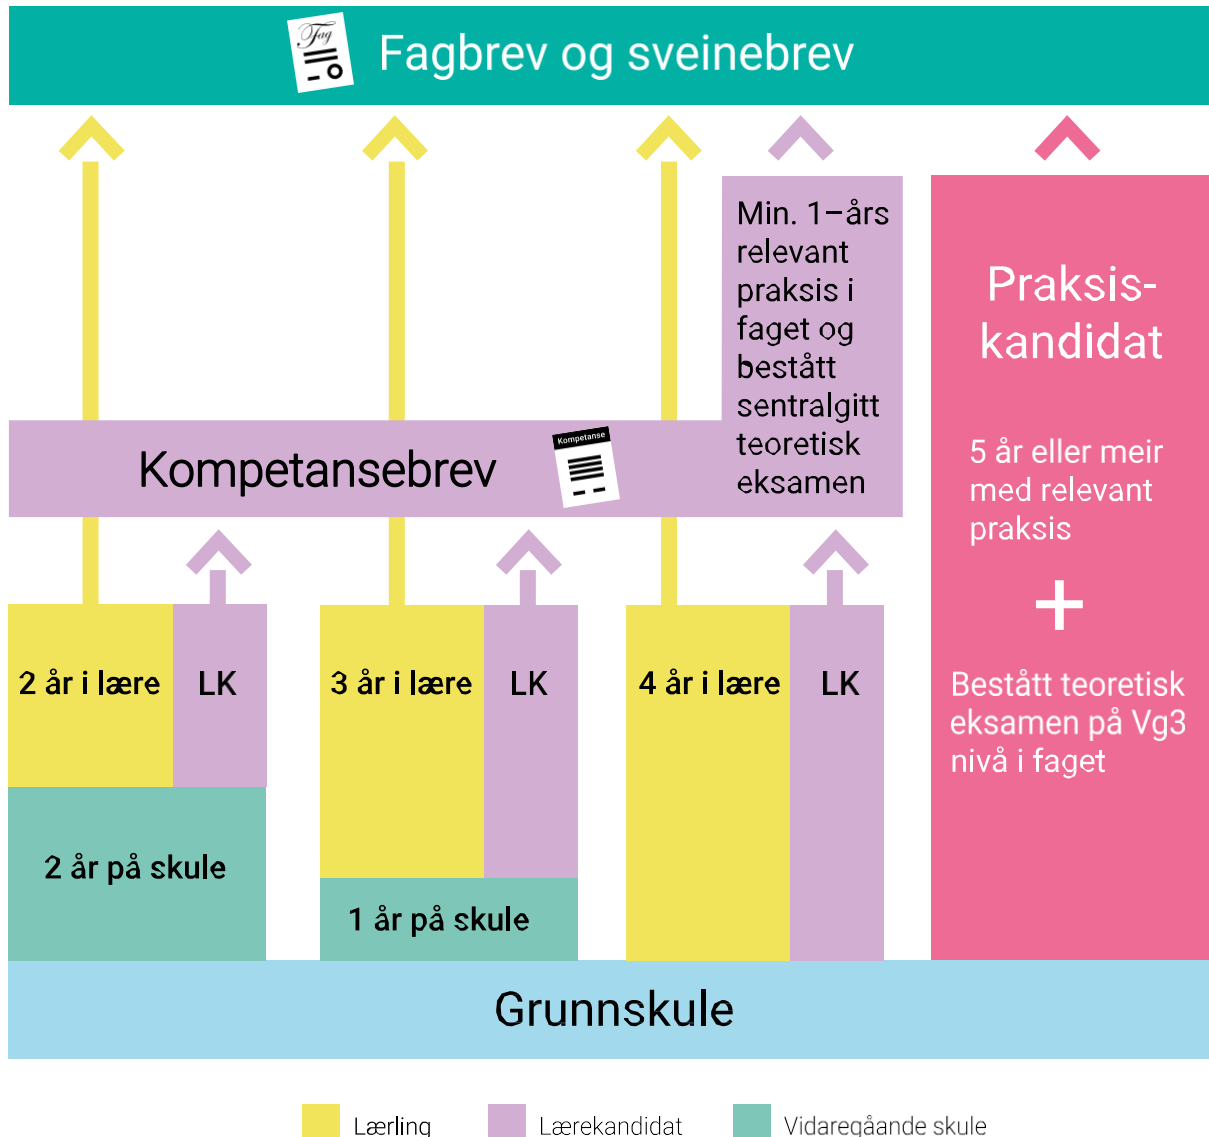 Fag
Fagbrev og sveinebrev
Min. 1–års
relevant
praksis i
faget og
bestått
sentralgitt
teoretisk
eksamen
Praksis-
kandidat
5 år eller meir
med relevant
praksis
+
Bestått teoretisk
eksamen på Vg3
nivå i faget
Kompetansebrev
Kompetanse
2 år i lære
LK
3 år i lære
LK
4 år i lære
LK
2 år på skule
1 år på skule
Grunnskule
Lærling
Lærekandidat
Vidaregåande skule